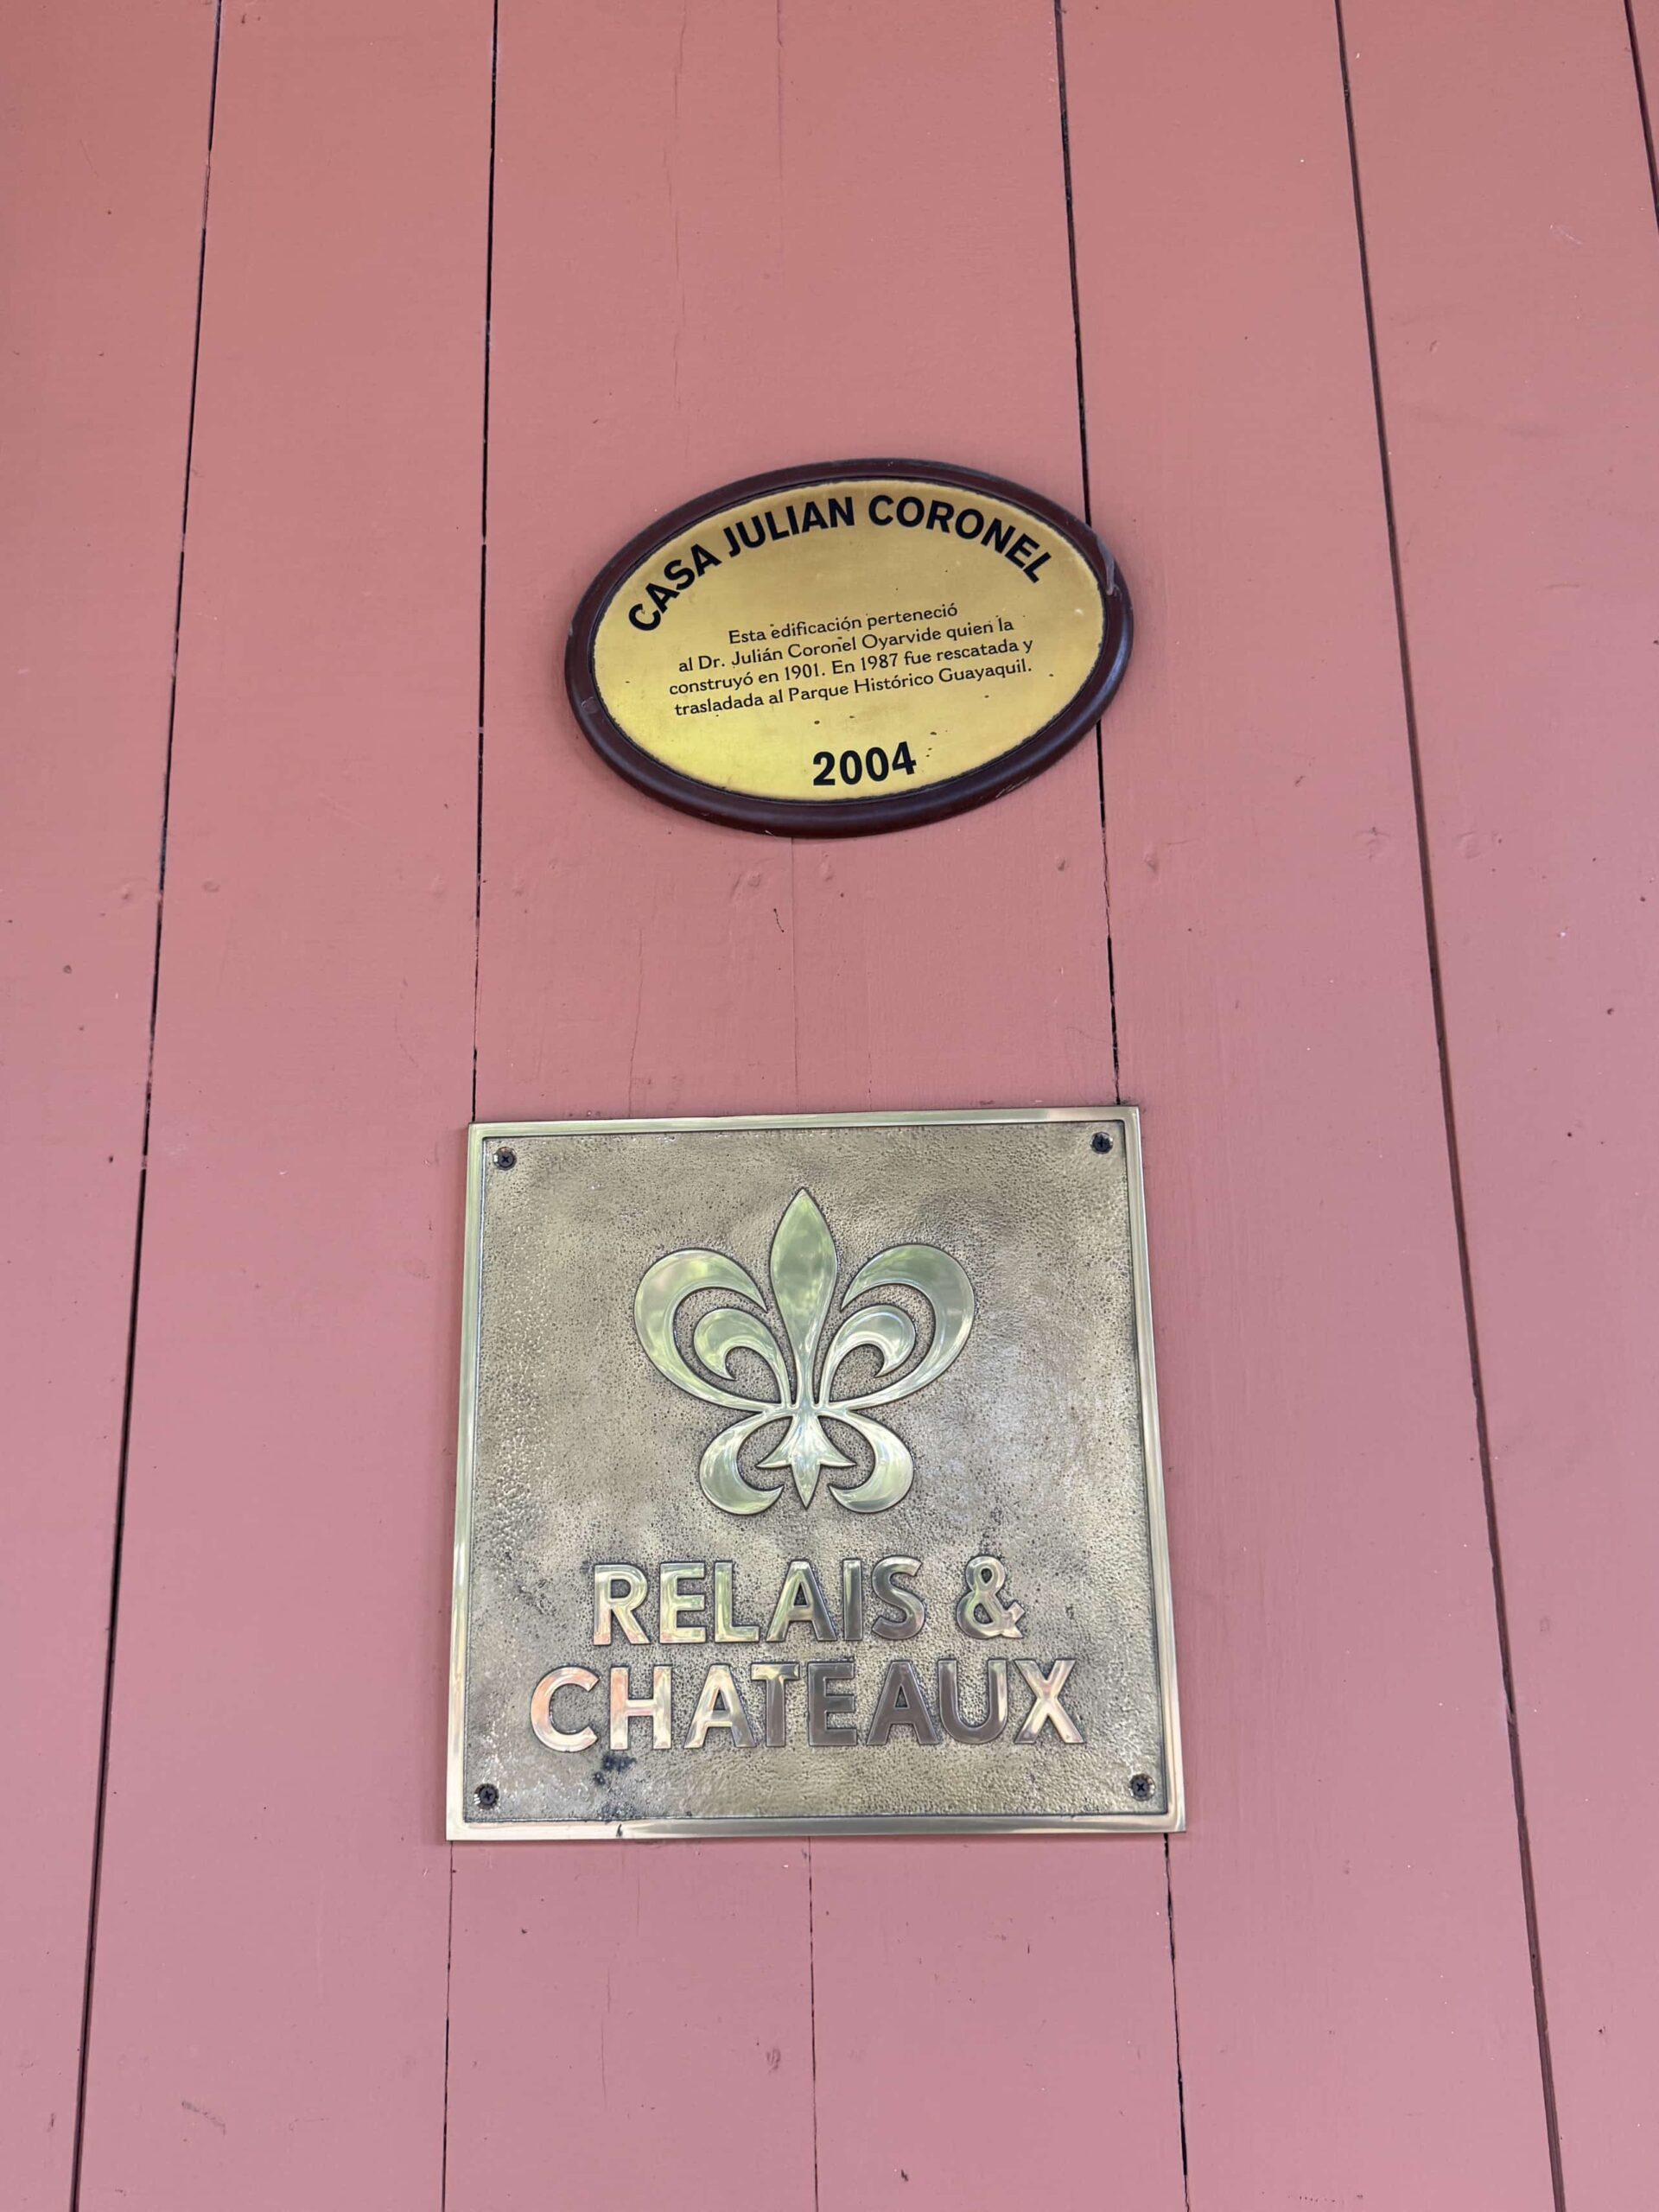 CASA JULIAN CORONEL
Esta edificación perteneció
al Dr. Julián Coronel Oyarvide quien la
construyó en 1901. En 1987 fue rescatada y
trasladada al Parque Histórico Guayaquil.
2004
RELAIS &
CHATEAUX